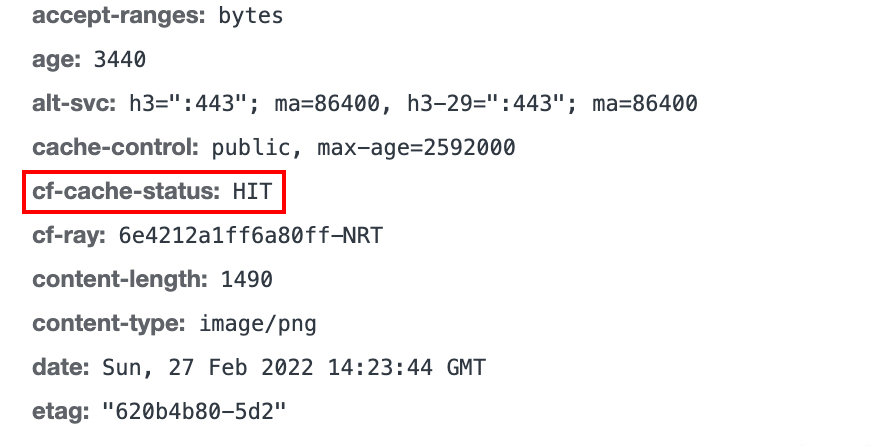 accept-ranges: bytes
age: 3440
alt-svc: h3=":443"; ma=86400, h3-29=":443"; ma=86400
cache-control: public, max-age=2592000
cf-cache-status: HIT
cf-ray: 6e4212a1ff6a80ff-NRT
content-length: 1490
content-type: image/png
date: Sun, 27 Feb 2022 14:23:44 GMT
etag: "620b4b80-5d2"